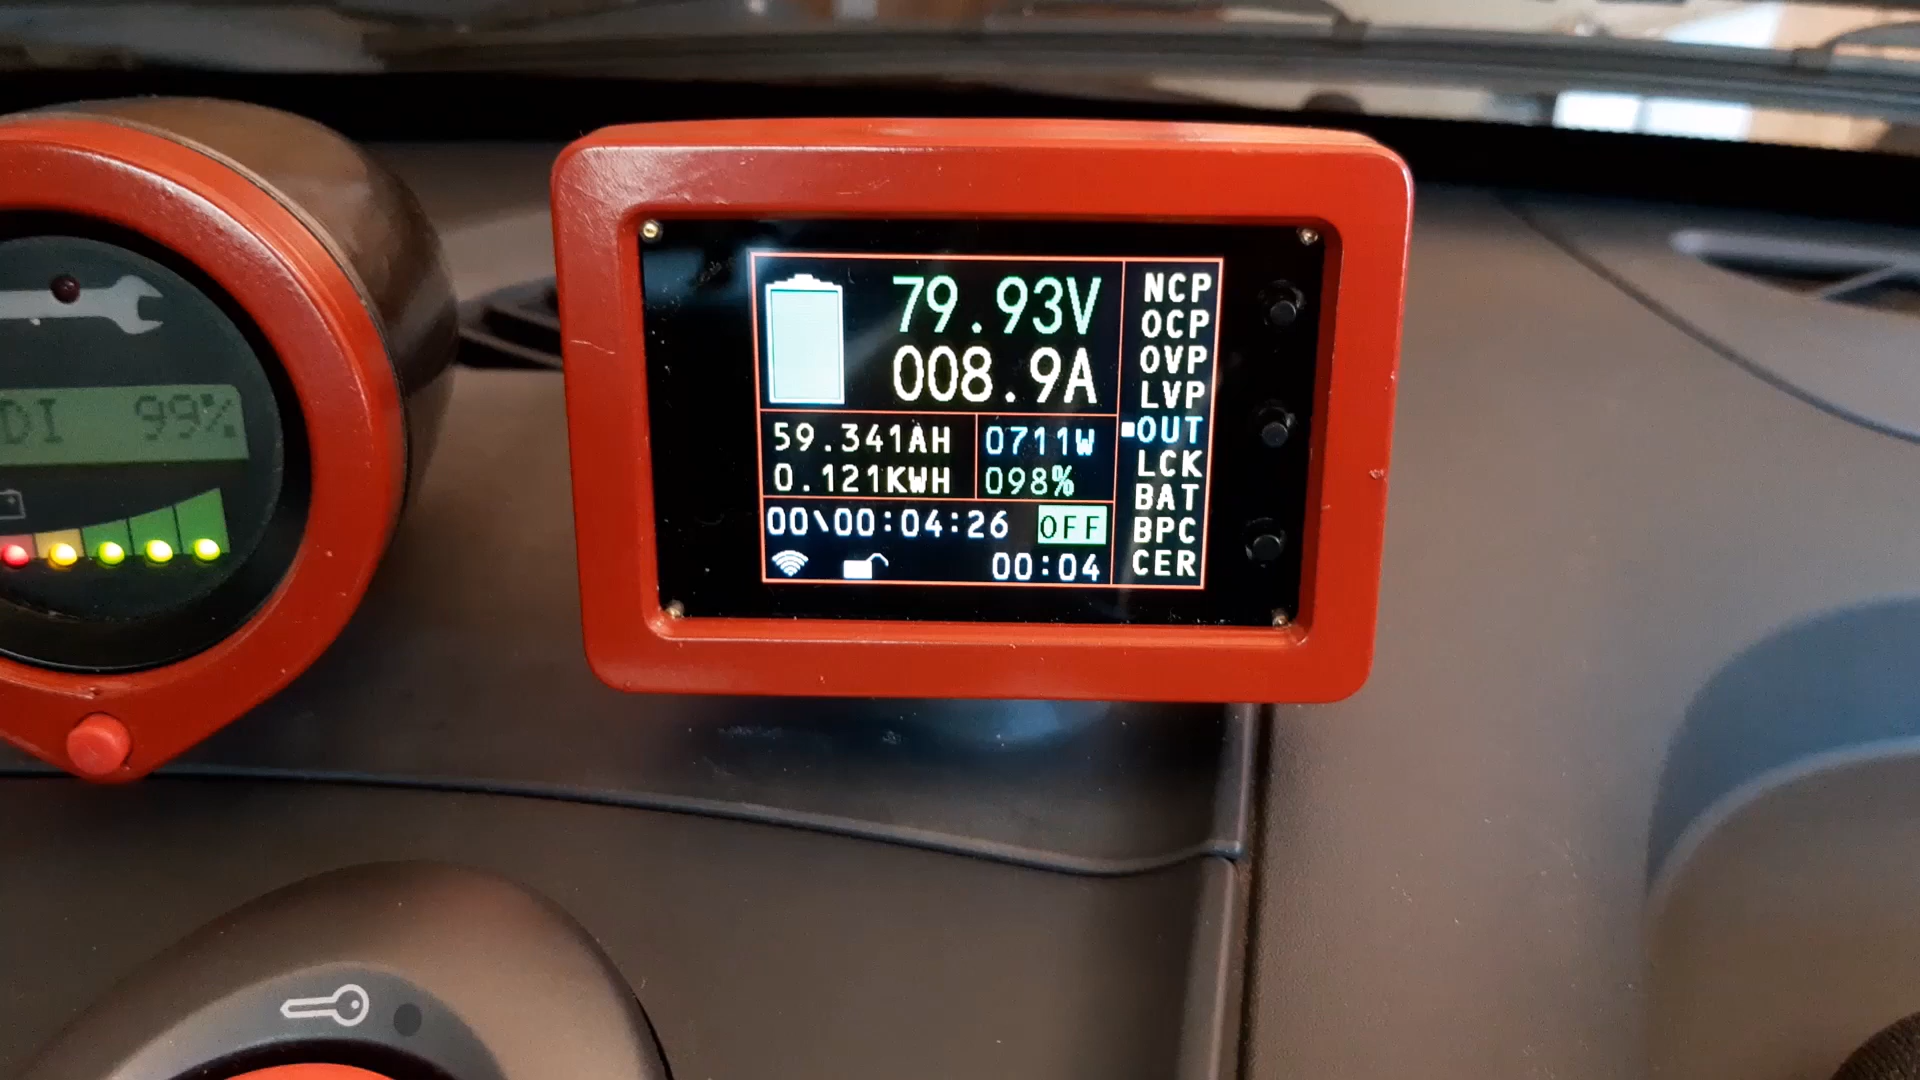 DI 99%
79.93V
008.9A
59.341AH
0711W
0.121KWH
098%
00\00:04:26 OFF
00:04
NCP
OCP
OVP
LVP
OUT
LCK
BAT
BPC
CER